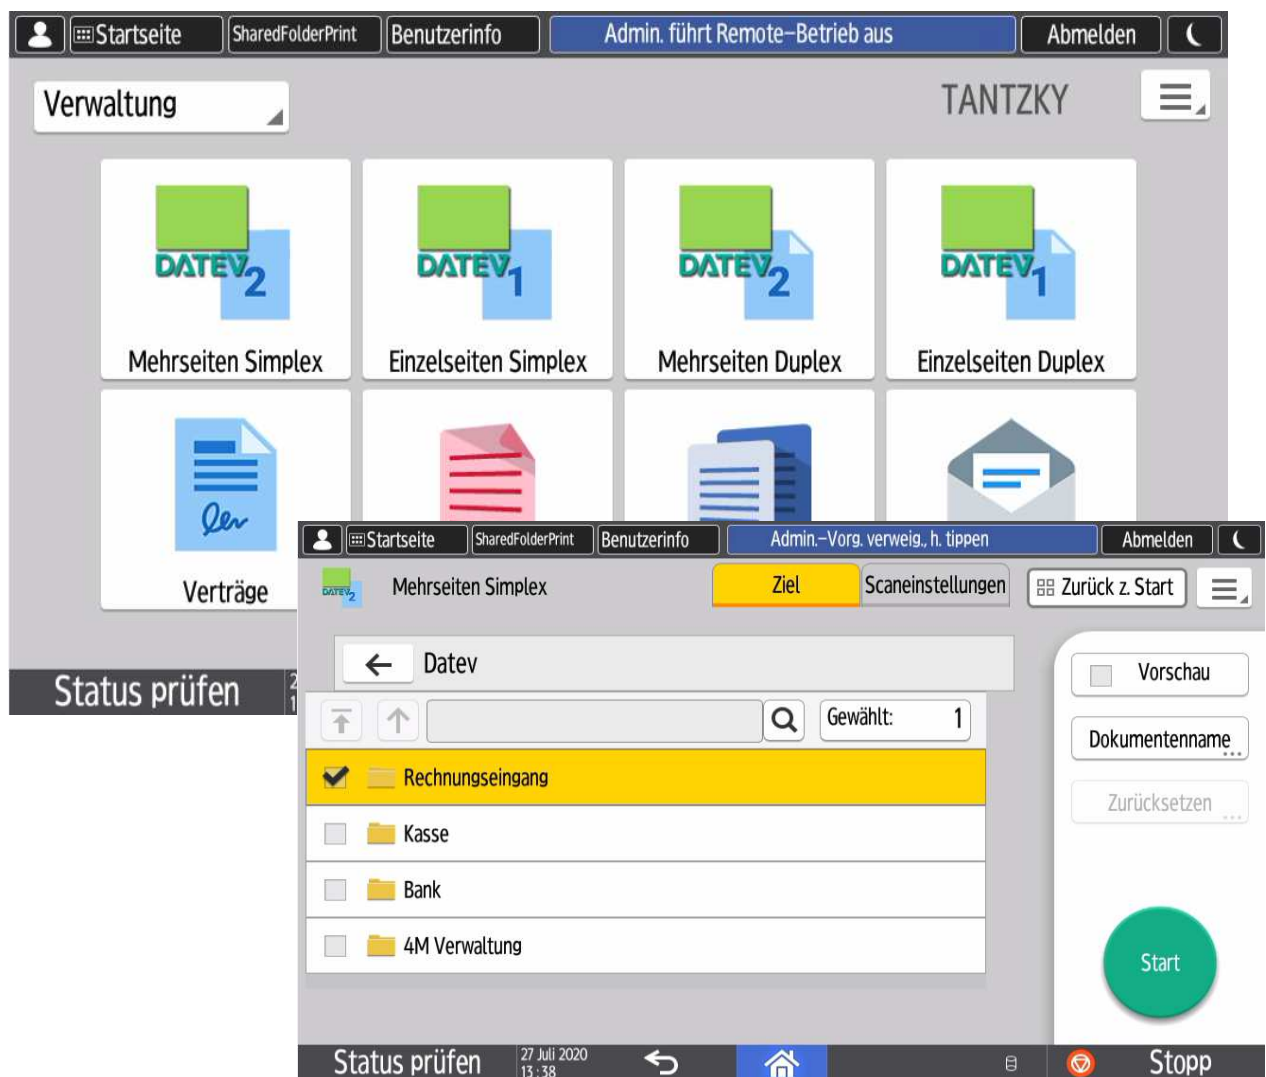 Startseite SharedFolderPrint Benutzerinfo Admin. führt Remote-Betrieb aus Abmelden
Verwaltung TANTZKY
DATEV 2 DATEV 1 DATEV 2 DATEV 1
Mehrseiten Simplex Einzelseiten Simplex Mehrseiten Duplex Einzelseiten Duplex
Verträge
Status prüfen
Startseite SharedFolderPrint Benutzerinfo Admin.-Vorg. verweig., h. tippen Abmelden
DATEV 2 Mehrseiten Simplex Ziel Scaneinstellungen Zurück z. Start
Datev
Vorschau
Gewählt: 1
Dokumentenname
Rechnungseingang
Zurücksetzen
Kasse
Bank
4M Verwaltung
Start
Status prüfen 27 Juli 2020 Stopp
13:38